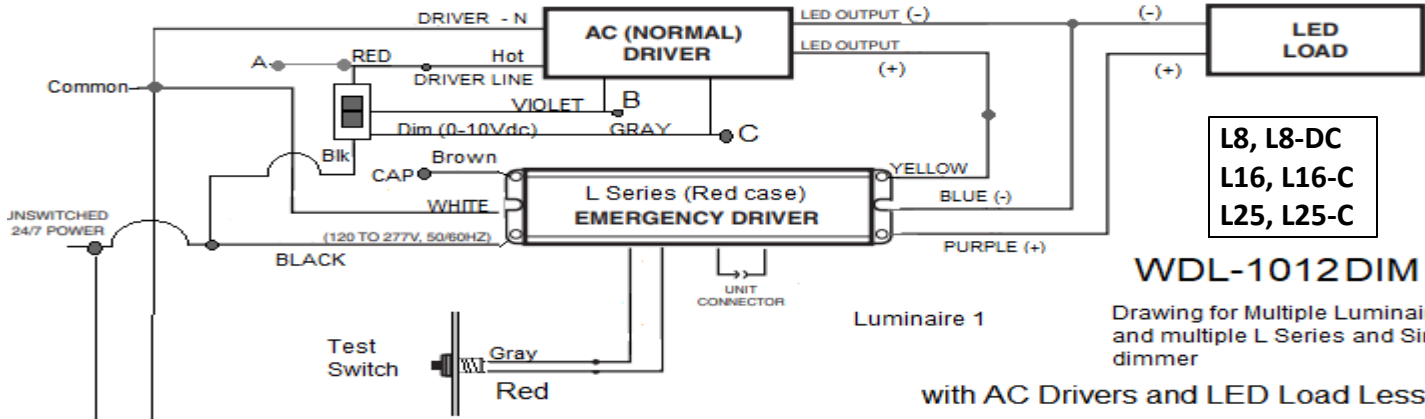 DRIVER - N
AC (NORMAL)
DRIVER
LED OUTPUT (-)
(-)
LED
LOAD
A
RED
Hot
LED OUTPUT
(+)
(+)
DRIVER LINE
Common
VIOLET
B
Dim (0-10Vdc)
GRAY
C
Blk
Brown
CAP
YELLOW
L Series (Red case)
EMERGENCY DRIVER
WHITE
BLUE (-)
L8, L8-DC
L16, L16-C
L25, L25-C
24/7 POWER
(120 TO 277V, 50/60HZ)
BLACK
PURPLE (+)
UNIT
CONNECTOR
WDL-1012DIM
Luminaire 1
Drawing for Multiple
and multiple L Series and
dimmer
Test
Switch
Gray
Red
with AC Drivers and LED Load Less